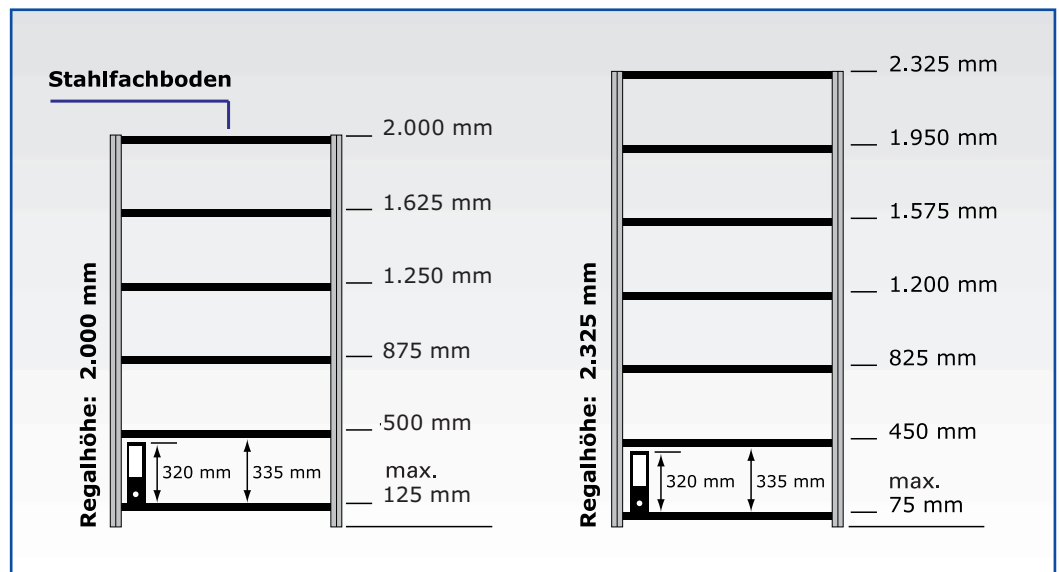 Stahlfachboden
2.000 mm
1.625 mm
1.250 mm
875 mm
500 mm
max.
125 mm
320 mm
335 mm
Regalhöhe: 2.000 mm
2.325 mm
1.950 mm
1.575 mm
1.200 mm
825 mm
450 mm
max.
75 mm
320 mm
335 mm
Regalhöhe: 2.325 mm